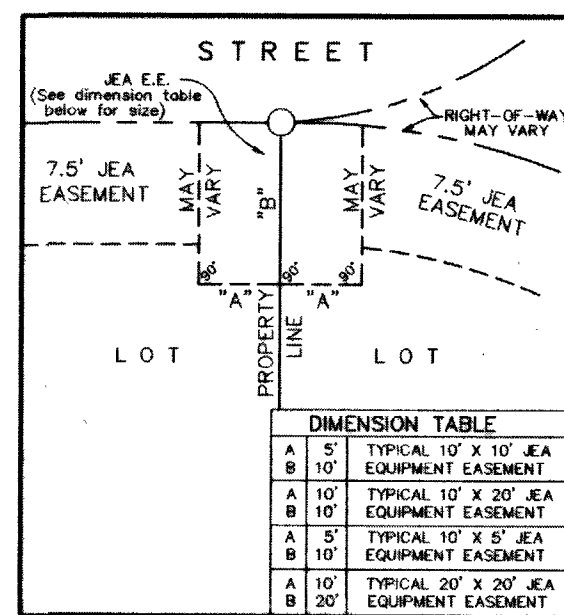 STREET
JEA E.E.
(See dimension table
below for size)
RIGHT-OF-WAY
MAY VARY
7.5' JEA
EASEMENT
MAY
VARY
"B"
MAY
VARY
7.5' JEA
EASEMENT
90°
90°
90°
"A"
"A"
LOT
PROPERTY
LINE
LOT
DIMENSION TABLE
A 5' TYPICAL 10' X 10' JEA
B 10' EQUIPMENT EASEMENT
A 10' TYPICAL 10' X 20' JEA
B 10' EQUIPMENT EASEMENT
A 5' TYPICAL 10' X 5' JEA
B 10' EQUIPMENT EASEMENT
A 10' TYPICAL 20' X 20' JEA
B 20' EQUIPMENT EASEMENT